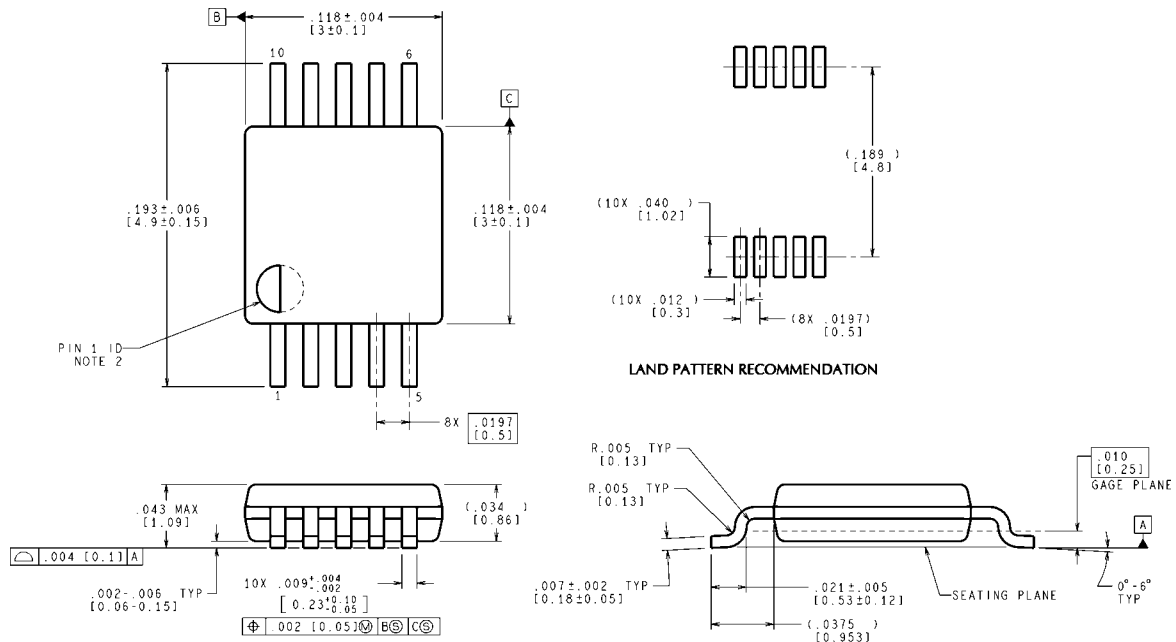 B
.118±.004
[3±0.1]
10
6
C
.193±.006
[4.9±0.15]
.118±.004
[3±0.1]
PIN 1 ID
NOTE 2
1
5
8X .0197
[0.5]
(.189 )
[4.8]
(10X .040 )
[1.02]
(10X .012 )
[0.3]
(8X .0197)
[0.5]
LAND PATTERN RECOMMENDATION
.043 MAX
[1.09]
(.034 )
[0.86]
⌓ .004 [0.1] A
.002-.006 TYP
[0.06-0.15]
10X .009 +.004 -.002
[ 0.23 +0.10 -0.05 ]
⌖ .002 [0.05]Ⓜ BⓈ CⓈ
R.005 TYP
[0.13]
R.005 TYP
[0.13]
.010
[0.25]
GAGE PLANE
A
.007±.002 TYP
[0.18±0.05]
.021±.005
[0.53±0.12]
(.0375 )
[0.953]
SEATING PLANE
0°-6°
TYP